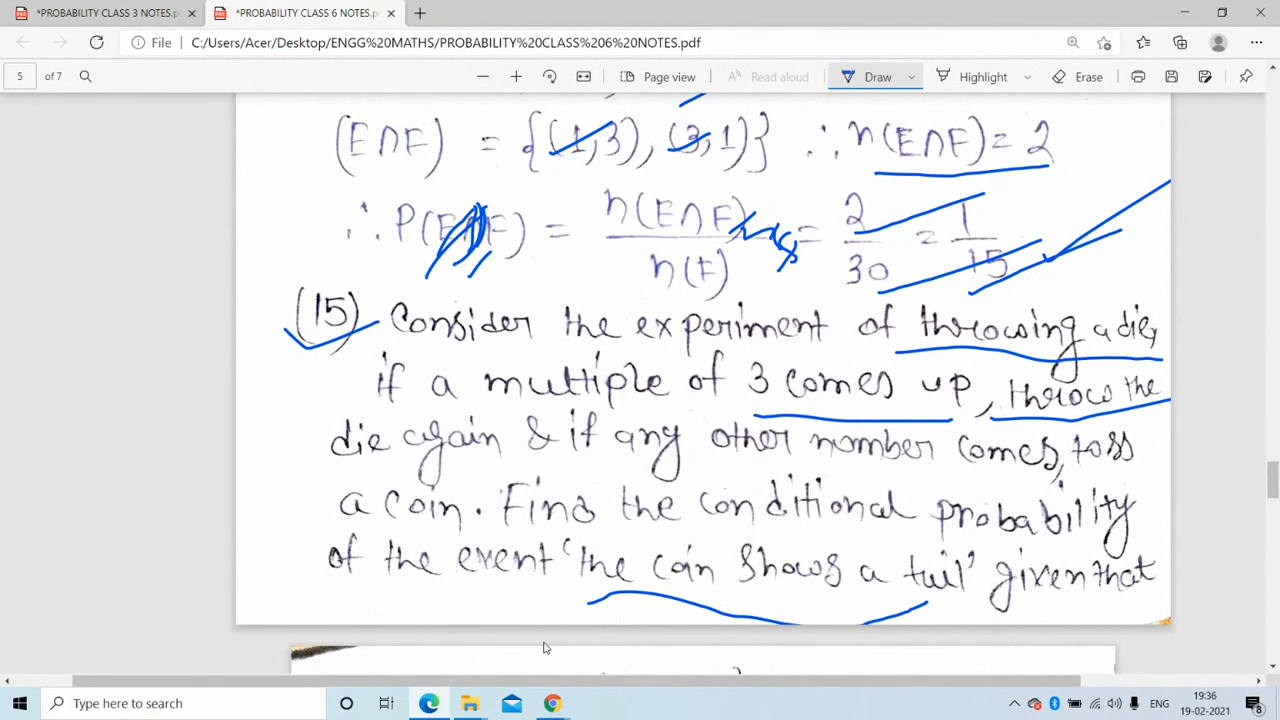 *PROBABILITY CLASS 3 NOTES.p
*PROBABILITY CLASS 6 NOTES.pdf
File
C:/Users/Acer/Desktop/ENGG%20MATHS/PROBABILITY%20CLASS%206%20NOTES.pdf
5 of 7
Page view
Read aloud
Draw
Highlight
Erase
(E∩F) = {(1,3), (3,1)} ∴ n(E∩F) = 2
∴ P( F) = n(E∩F) / n(F) = 2/30 = 1/15
(15) Consider the experiment of throwing a die,
if a multiple of 3 comes up, throw the
die again & if any other number comes, toss
a coin. Find the conditional probability
of the event 'the coin shows a tail' given that
Type here to search
ENG
19:36
19-02-2021
8